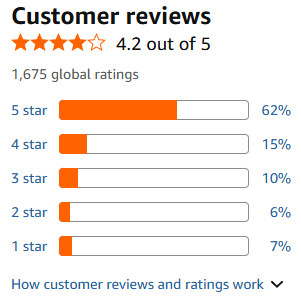 Customer reviews
4.2 out of 5
1,675 global ratings
5 star 62%
4 star 15%
3 star 10%
2 star 6%
1 star 7%
How customer reviews and ratings work